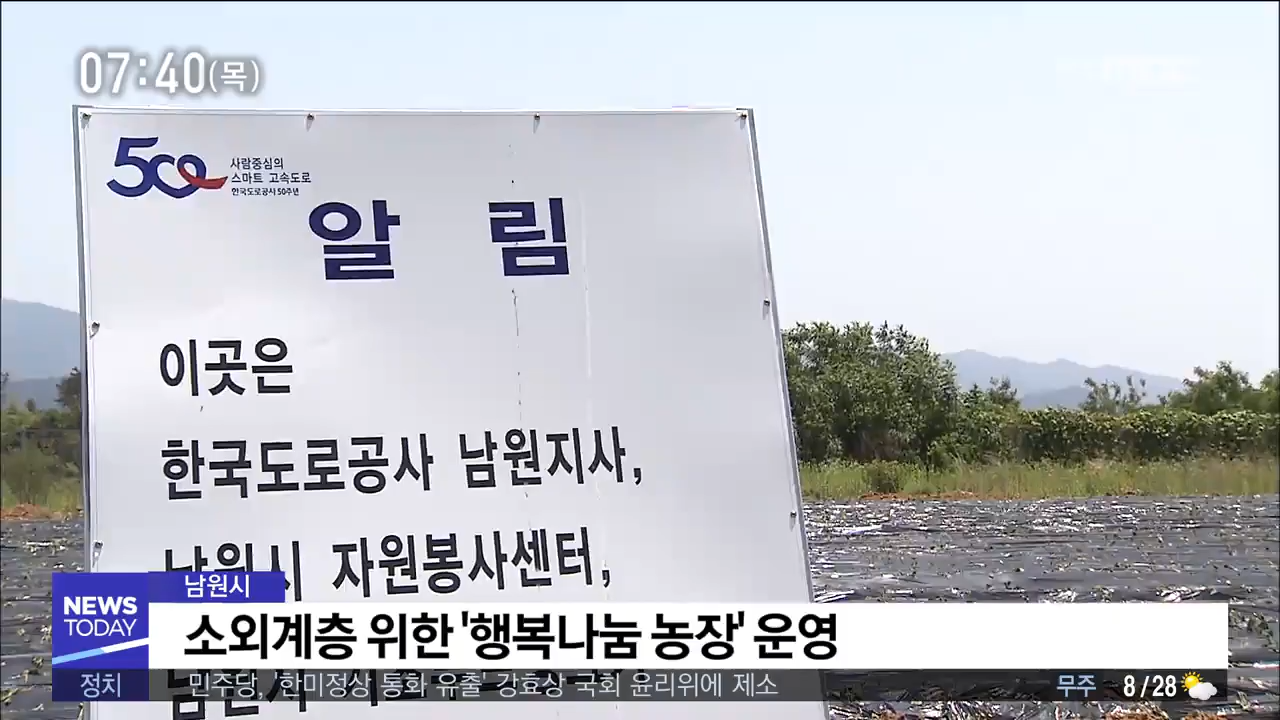 07:40(목)
MBC
50
사람중심의
스마트 고속도로
한국도로공사 50주년
알 림
이곳은
한국도로공사 남원지사,
남원시 자원봉사센터,
남원시
NEWS
TODAY
소외계층 위한 '행복나눔 농장' 운영
정치
민주당, '한미정상 통화 유출' 강효상 국회 윤리위에 제소
무주 8/28